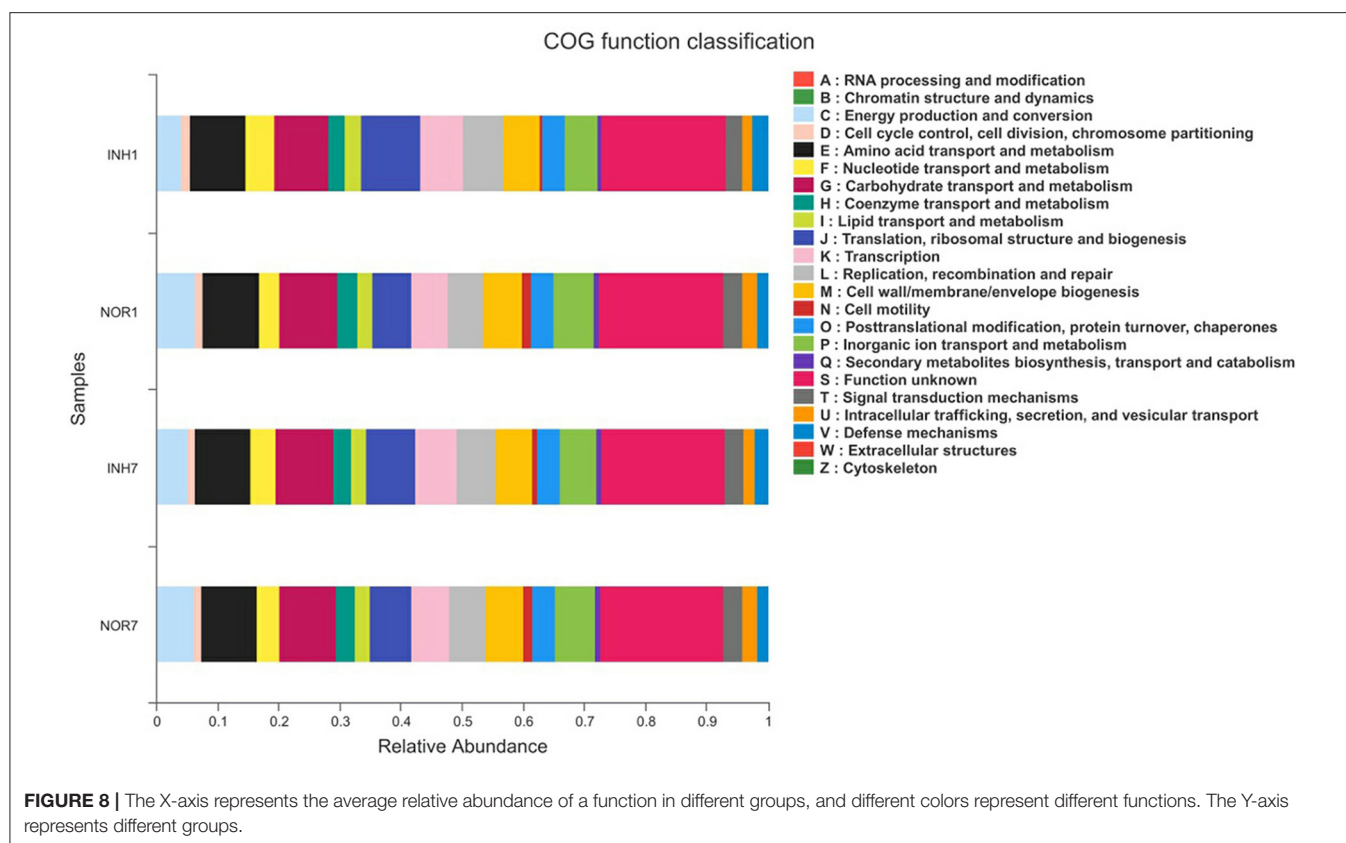 COG function classification
INH1
NOR1
INH7
NOR7
Samples
0 0.1 0.2 0.3 0.4 0.5 0.6 0.7 0.8 0.9 1
Relative Abundance
A : RNA processing and modification
B : Chromatin structure and dynamics
C : Energy production and conversion
D : Cell cycle control, cell division, chromosome partitioning
E : Amino acid transport and metabolism
F : Nucleotide transport and metabolism
G : Carbohydrate transport and metabolism
H : Coenzyme transport and metabolism
I : Lipid transport and metabolism
J : Translation, ribosomal structure and biogenesis
K : Transcription
L : Replication, recombination and repair
M : Cell wall/membrane/envelope biogenesis
N : Cell motility
O : Posttranslational modification, protein turnover, chaperones
P : Inorganic ion transport and metabolism
Q : Secondary metabolites biosynthesis, transport and catabolism
S : Function unknown
T : Signal transduction mechanisms
U : Intracellular trafficking, secretion, and vesicular transport
V : Defense mechanisms
W : Extracellular structures
Z : Cytoskeleton
FIGURE 8 | The X-axis represents the average relative abundance of a function in different groups, and different colors represent different functions. The Y-axis
represents different groups.